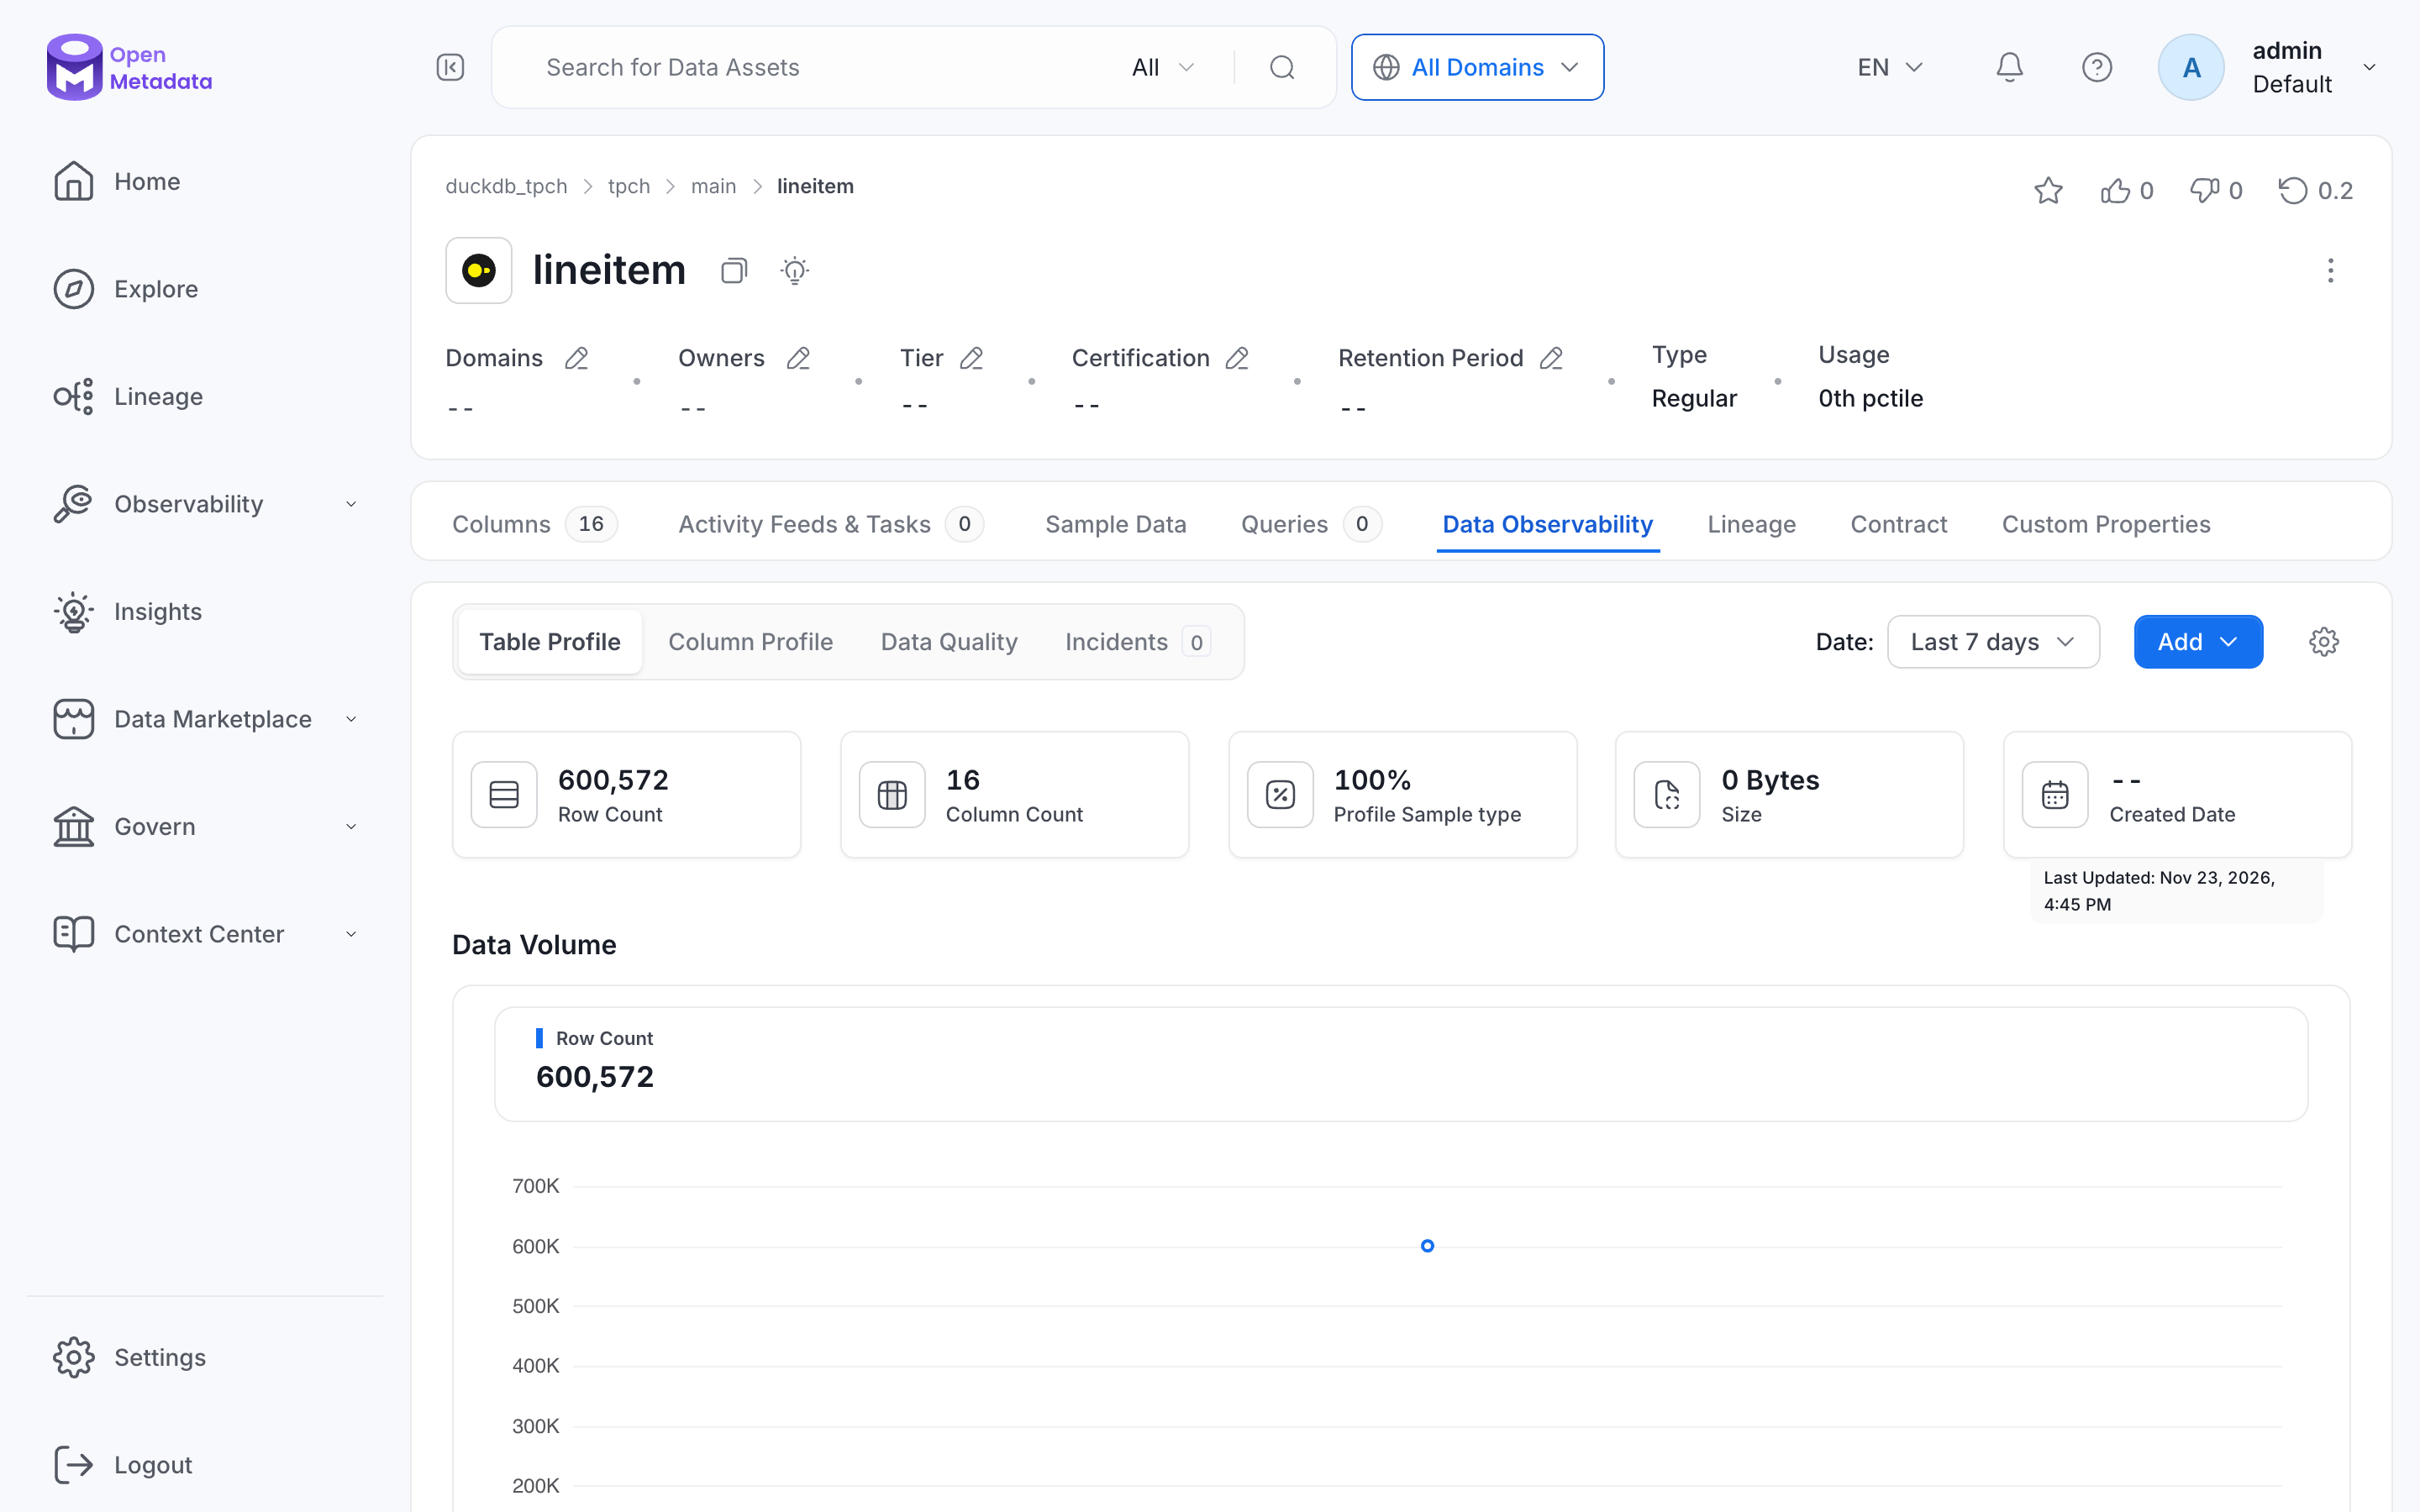 Open
Metadata
Search for Data Assets
All
All Domains
EN
A
admin
Default
Home
Explore
Lineage
Observability
Insights
Data Marketplace
Govern
Context Center
Settings
Logout
duckdb_tpch > tpch > main > lineitem
0
0
0.2
lineitem
Domains
--
Owners
--
Tier
--
Certification
--
Retention Period
--
Type
Regular
Usage
0th pctile
Columns 16
Activity Feeds & Tasks 0
Sample Data
Queries 0
Data Observability
Lineage
Contract
Custom Properties
Table Profile
Column Profile
Data Quality
Incidents 0
Date:
Last 7 days
Add
600,572
Row Count
16
Column Count
100%
Profile Sample type
0 Bytes
Size
--
Created Date
Last Updated: Nov 23, 2026,
4:45 PM
Data Volume
Row Count
600,572
700K
600K
500K
400K
300K
200K